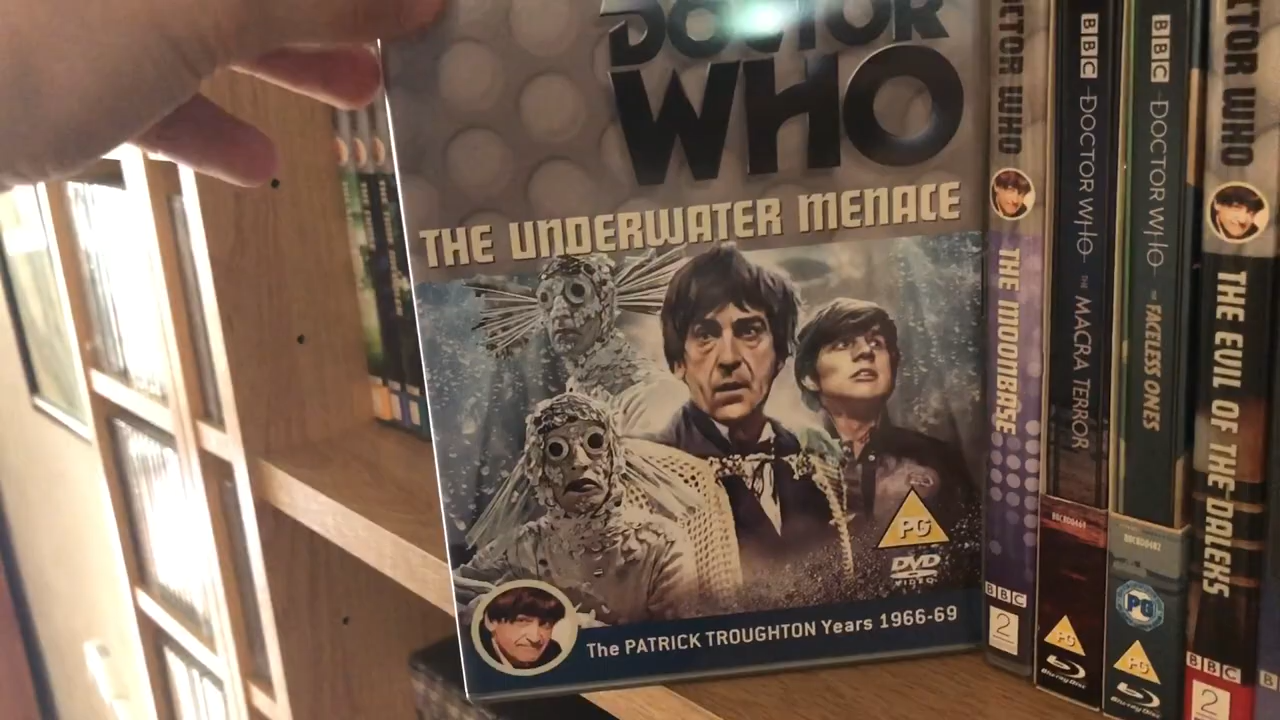 DOCTOR
WHO
THE UNDERWATER MENACE
PG
DVD
VIDEO
The PATRICK TROUGHTON Years 1966-69
DOCTOR WHO
THE MOONBASE
BBC
2
BBC
DOCTOR WHO
THE MACRA TERROR
BBCBD0464
PG
Blu-ray Disc
BBC
DOCTOR WHO
THE FACELESS ONES
BBCBD0482
PG
PG
Blu-ray Disc
DOCTOR WHO
THE EVIL OF THE DALEKS
BBC
2